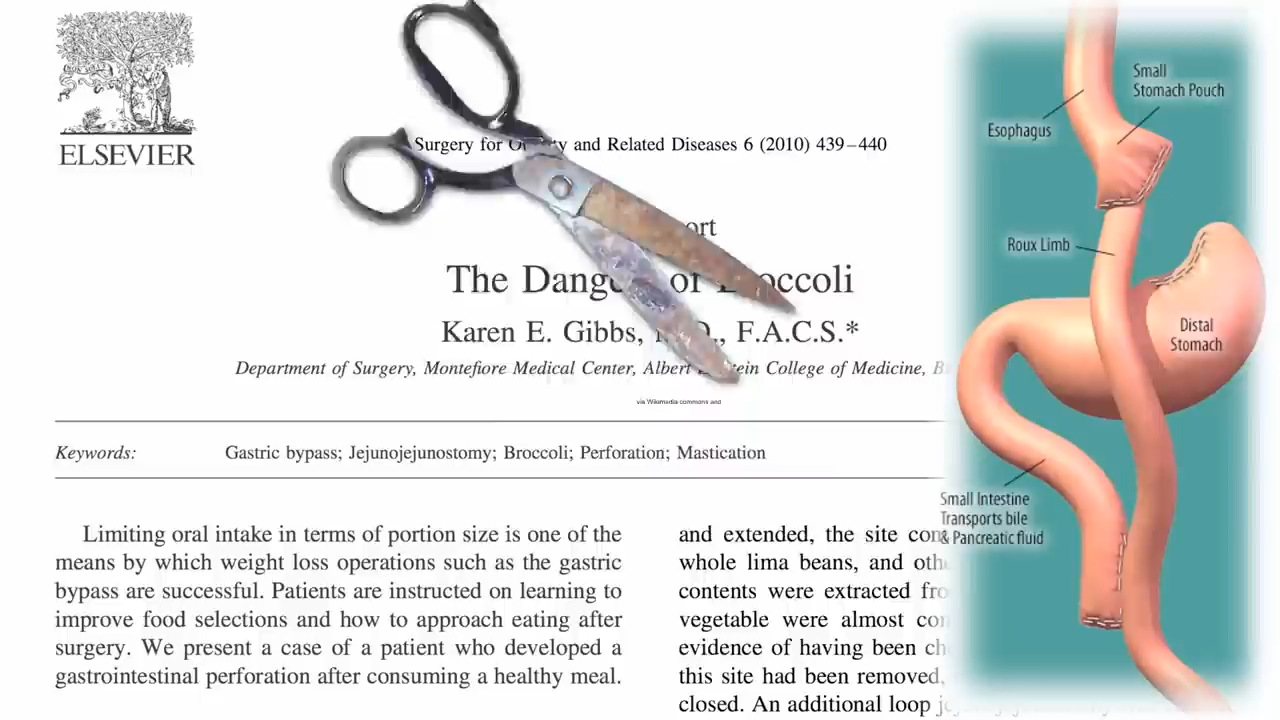 ELSEVIER
Surgery for O ty and Related Diseases 6 (2010) 439–440
ort
The Dange of B occoli
Karen E. Gibbs, M.D., F.A.C.S.*
Department of Surgery, Montefiore Medical Center, Albert Einstein College of Medicine, B
via Wikimedia commons and
Keywords: Gastric bypass; Jejunojejunostomy; Broccoli; Perforation; Mastication
Limiting oral intake in terms of portion size is one of the
means by which weight loss operations such as the gastric
bypass are successful. Patients are instructed on learning to
improve food selections and how to approach eating after
surgery. We present a case of a patient who developed a
gastrointestinal perforation after consuming a healthy meal.
and extended, the site con
whole lima beans, and oth
contents were extracted fro
vegetable were almost con
evidence of having been ch
this site had been removed,
closed. An additional loop
Small
Stomach Pouch
Esophagus
Roux Limb
Distal
Stomach
Small Intestine
Transports bile
& Pancreatic fluid